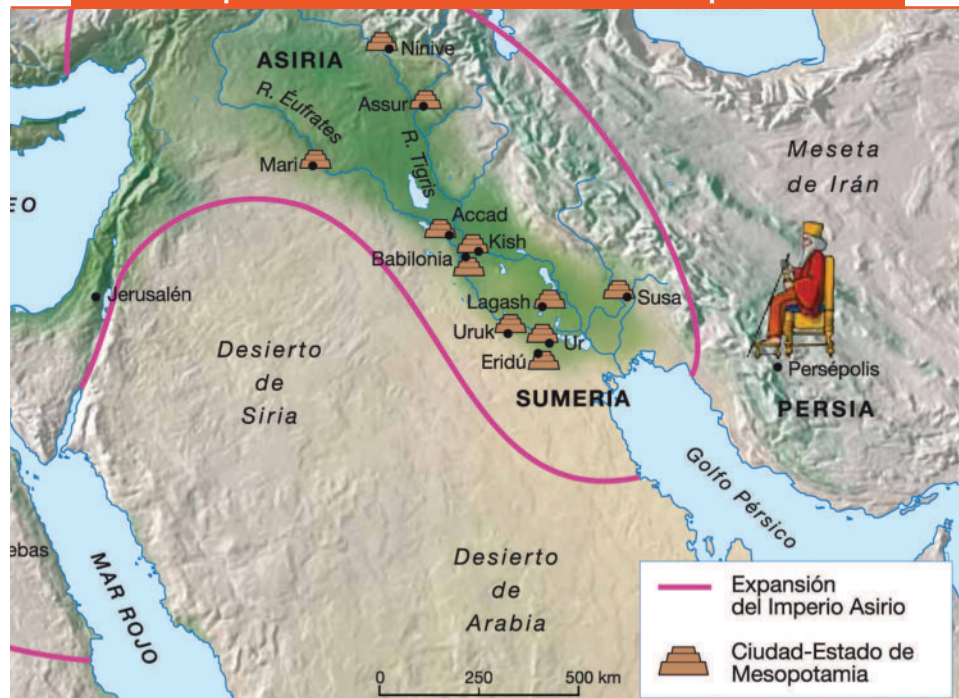 ASIRIA
Nínive
Assur
R. Éufrates
R. Tigris
Mari
Meseta
de Irán
EO
Accad
Kish
Babilonia
Jerusalén
Lagash
Susa
Uruk
Ur
Eridú
Desierto
de
Siria
SUMERIA
Persépolis
PERSIA
Golfo Pérsico
ebas
MAR ROJO
Desierto
de
Arabia
Expansión
del Imperio Asirio
Ciudad-Estado de
Mesopotamia
0 250 500 km